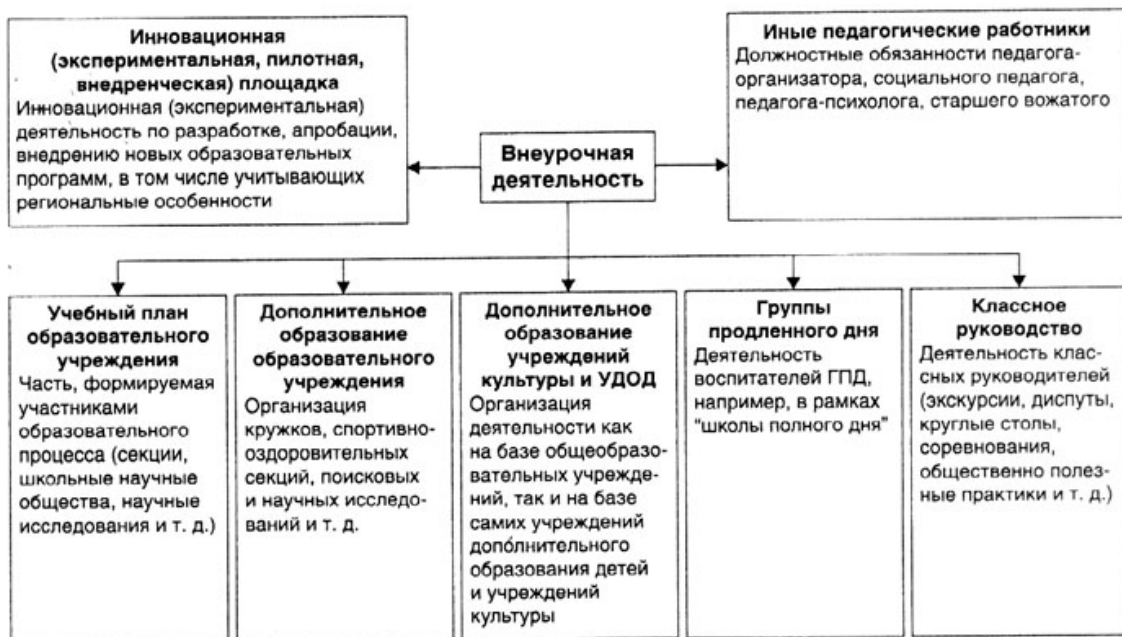 Инновационная
(экспериментальная, пилотная,
внедренческая) площадка
Инновационная (экспериментальная)
деятельность по разработке, апробации,
внедрению новых образовательных
программ, в том числе учитывающих
региональные особенности
Внеурочная
деятельность
Иные педагогические работники
Должностные обязанности педагога-
организатора, социального педагога,
педагога-психолога, старшего вожатого
Учебный план
образовательного
учреждения
Часть, формируемая
участниками
образовательного
процесса (секции,
школьные научные
общества, научные
исследования и т. д.)
Дополнительное
образование
образовательного
учреждения
Организация
кружков, спортивно-
оздоровительных
секций, поисковых
и научных исследо-
ваний и т. д.
Дополнительное
образование
учреждений
культуры и УДОД
Организация
деятельности как
на базе общеобразо-
вательных учрежде-
ний, так и на базе
самих учреждений
дополнительного
образования детей
и учреждений
культуры
Группы
продленного дня
Деятельность
воспитателей ГПД,
например, в рамках
"школы полного дня"
Классное
руководство
Деятельность клас-
сных руководителей
(экскурсии, диспуты,
круглые столы,
соревнования,
общественно полез-
ные практики и т. д.)